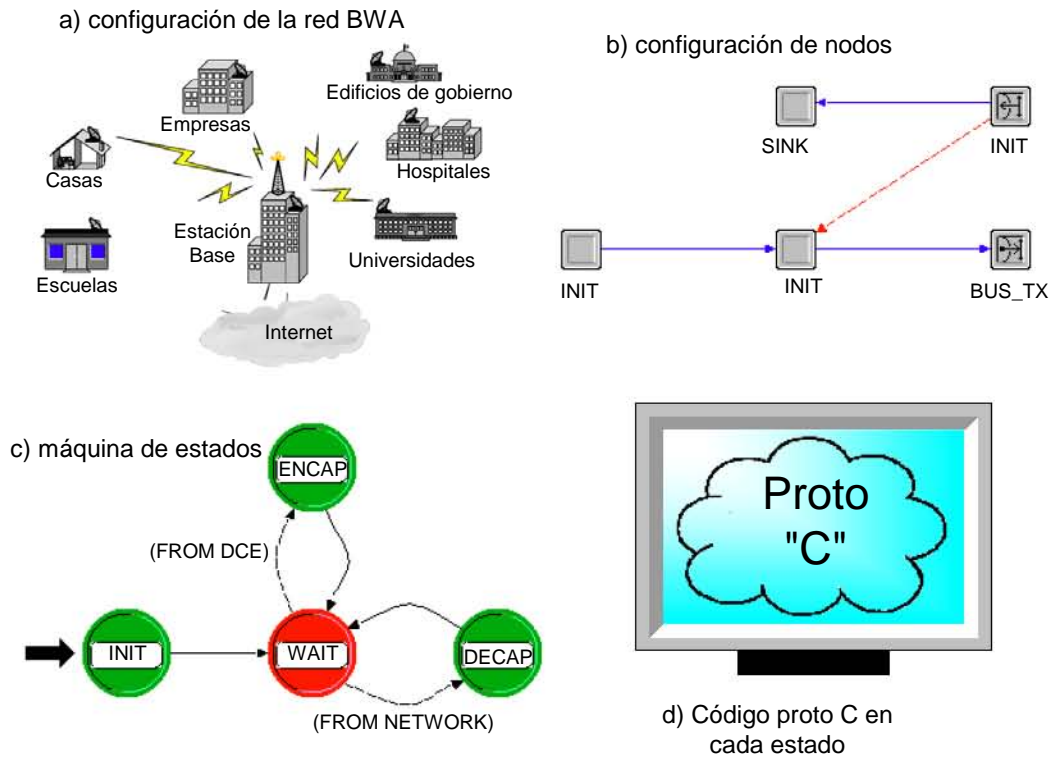 a) configuración de la red BWA
Empresas
Edificios de gobierno
Casas
Hospitales
Estación
Base
Escuelas
Universidades
Internet
b) configuración de nodos
SINK
INIT
INIT
INIT
BUS_TX
c) máquina de estados
ENCAP
(FROM DCE)
INIT
WAIT
DECAP
(FROM NETWORK)
Proto
"C"
d) Código proto C en
cada estado